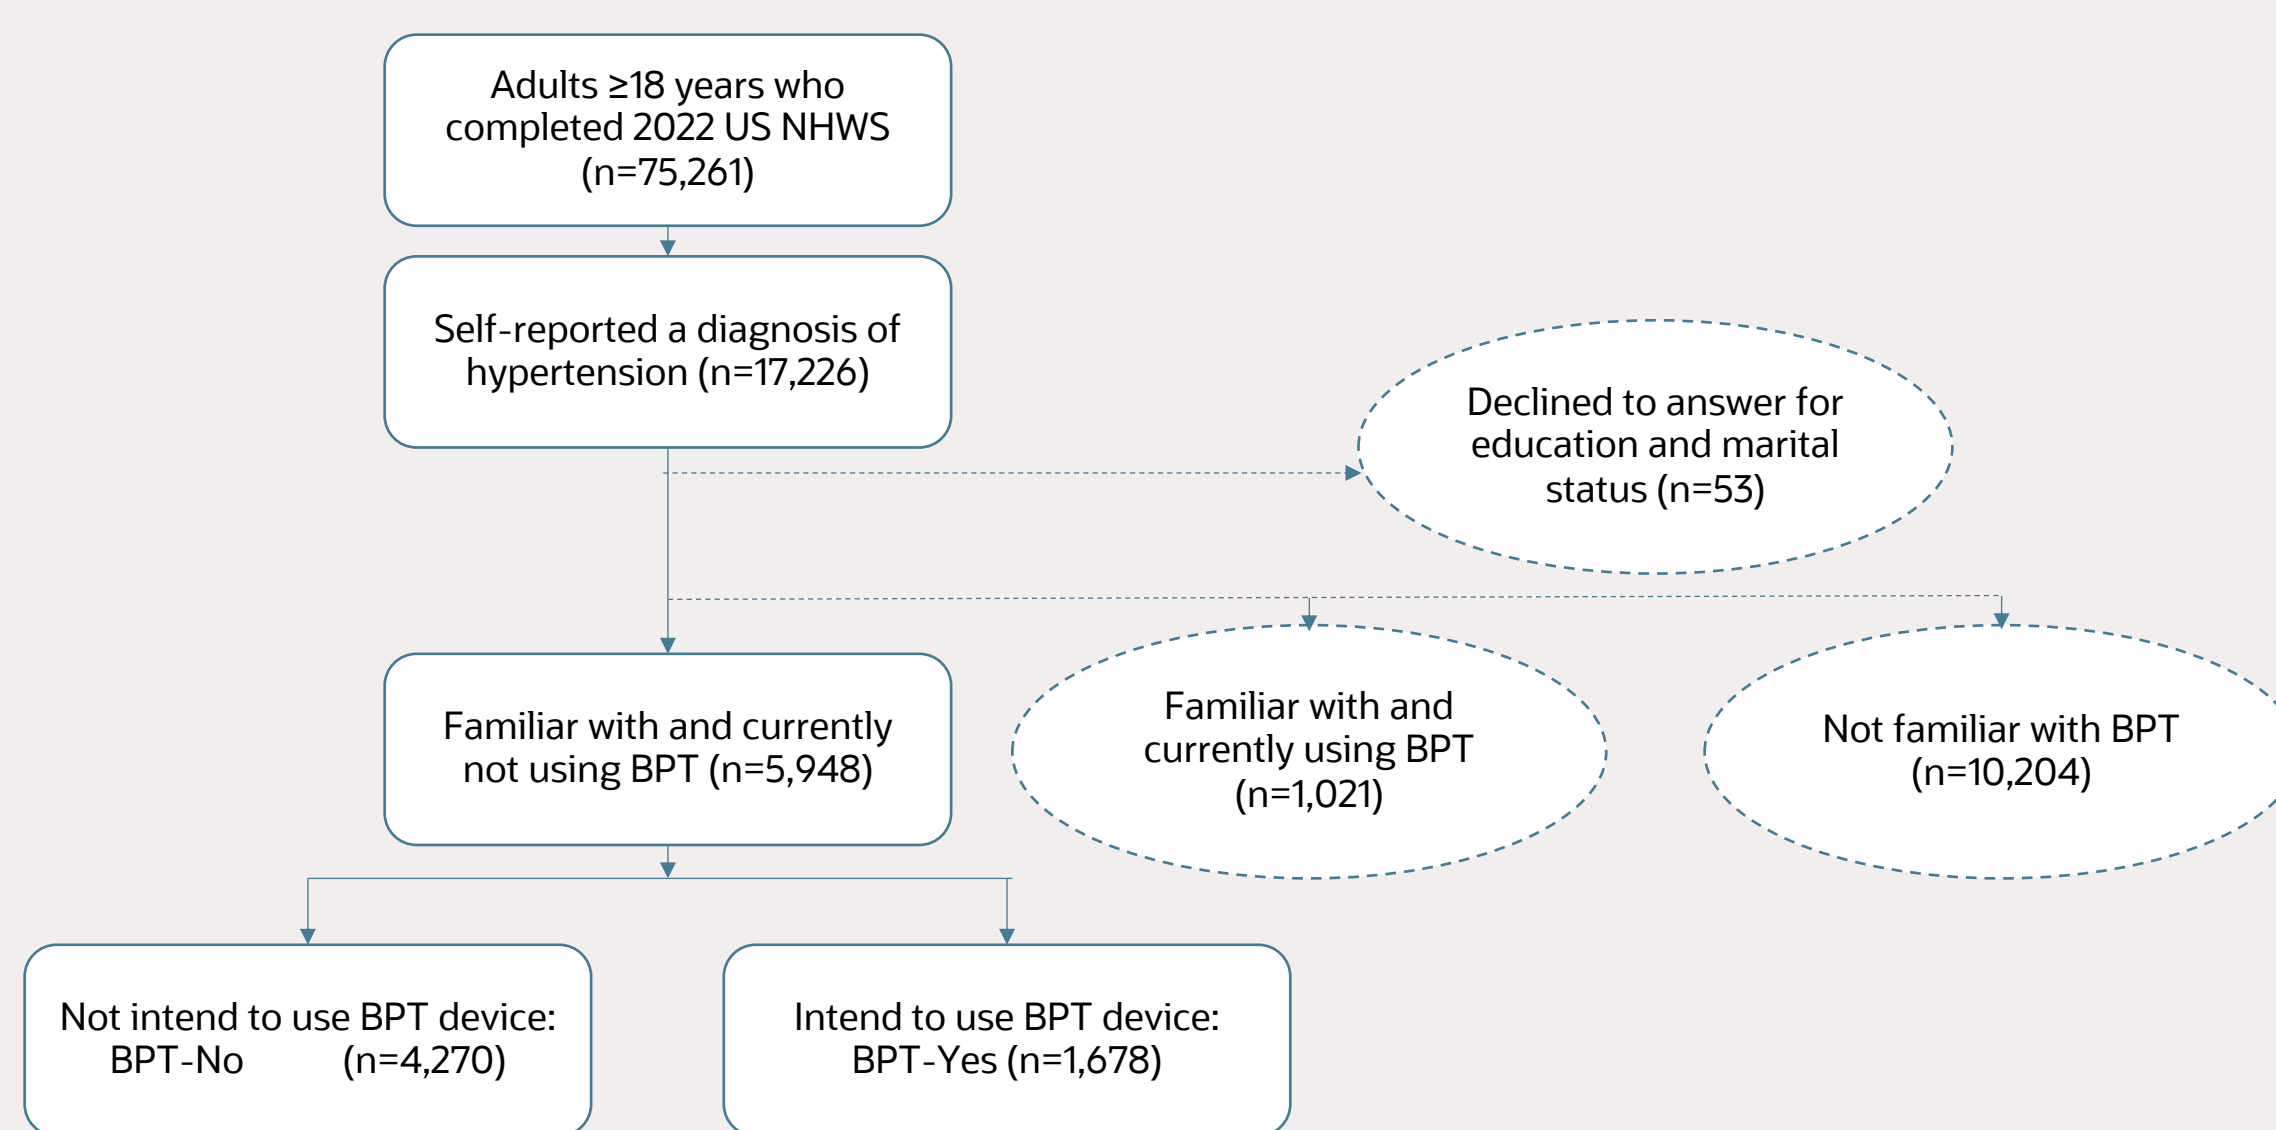 Adults ≥18 years who
completed 2022 US NHWS
(n=75,261)
Self-reported a diagnosis of
hypertension (n=17,226)
Declined to answer for
education and marital
status (n=53)
Familiar with and currently
not using BPT (n=5,948)
Familiar with and
currently using BPT
(n=1,021)
Not familiar with BPT
(n=10,204)
Not intend to use BPT device:
BPT-No (n=4,270)
Intend to use BPT device:
BPT-Yes (n=1,678)